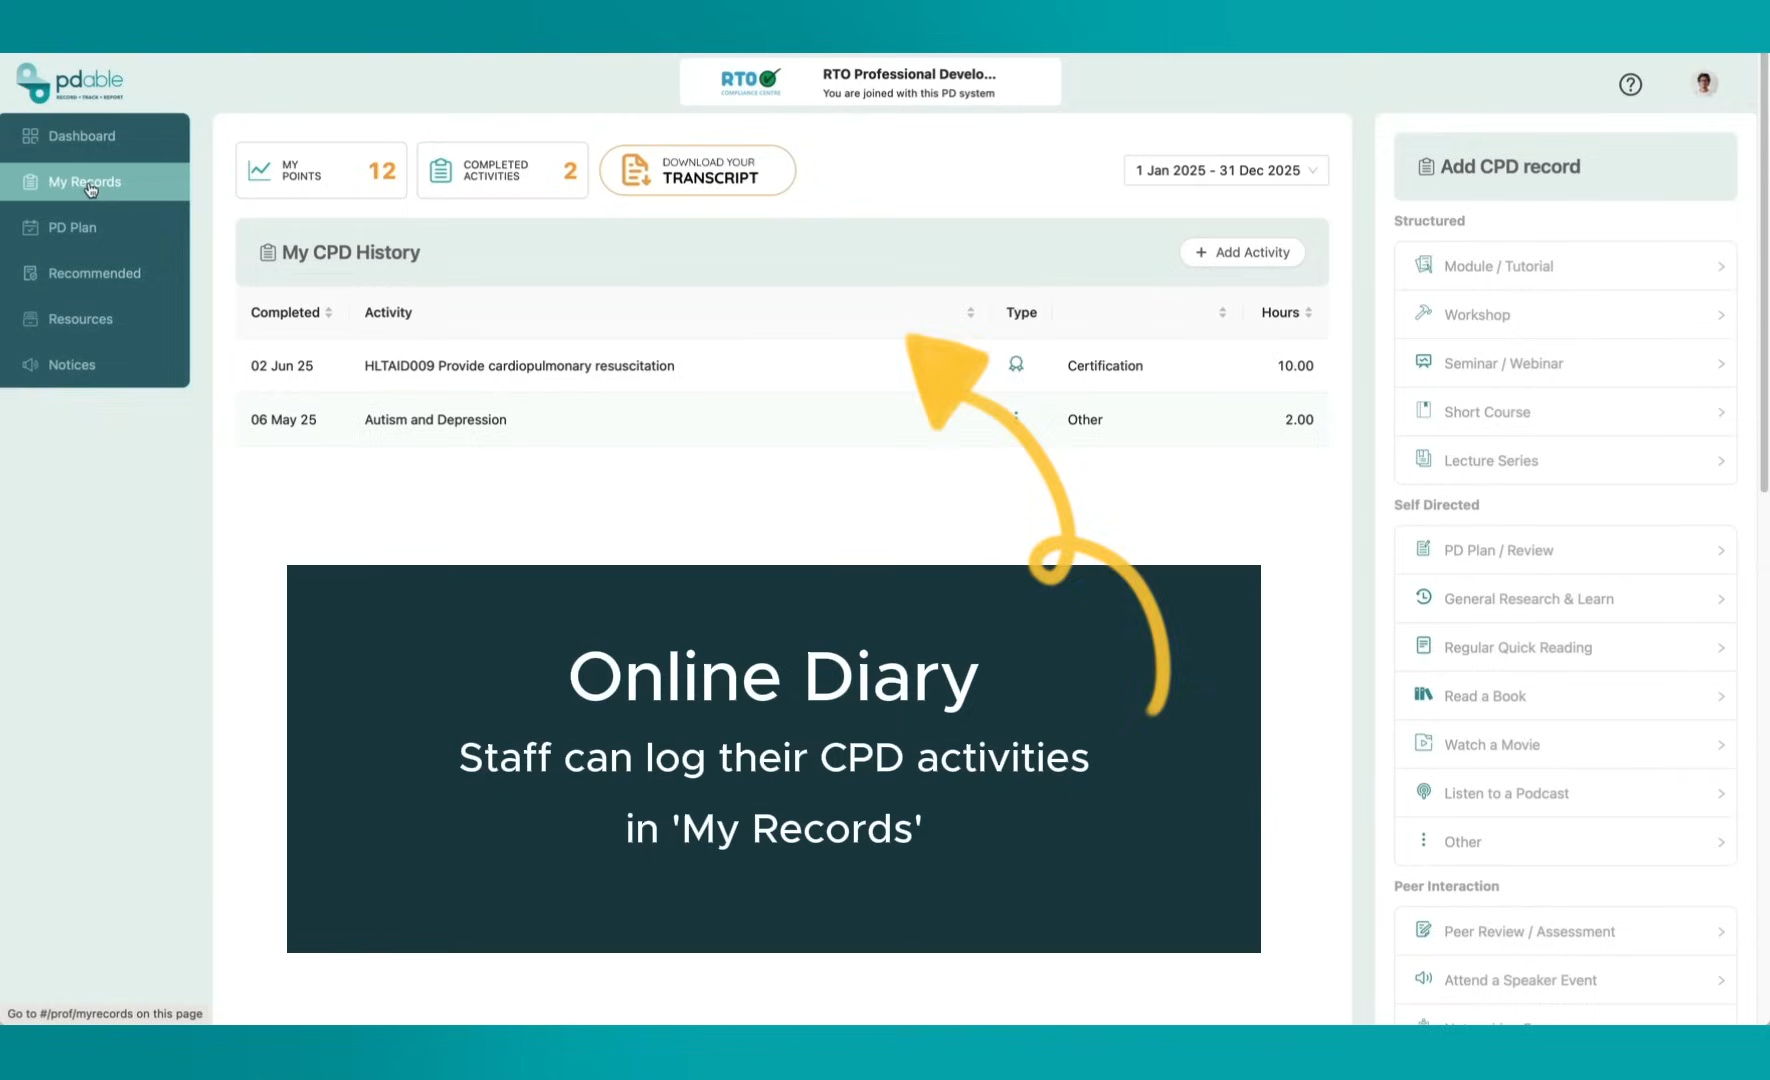 pdable
RECORD • TRACK • REPORT
RTO
COMPLIANCE CENTRE
RTO Professional Develo...
You are joined with this PD system
Dashboard
My Records
PD Plan
Recommended
Resources
Notices
MY
POINTS
12
COMPLETED
ACTIVITIES
2
DOWNLOAD YOUR
TRANSCRIPT
1 Jan 2025 - 31 Dec 2025
My CPD History
+ Add Activity
Completed Activity Type Hours
02 Jun 25 HLTAID009 Provide cardiopulmonary resuscitation Certification 10.00
06 May 25 Autism and Depression Other 2.00
Online Diary
Staff can log their CPD activities
in 'My Records'
Add CPD record
Structured
Module / Tutorial
Workshop
Seminar / Webinar
Short Course
Lecture Series
Self Directed
PD Plan / Review
General Research & Learn
Regular Quick Reading
Read a Book
Watch a Movie
Listen to a Podcast
Other
Peer Interaction
Peer Review / Assessment
Attend a Speaker Event
Go to #/prof/myrecords on this page